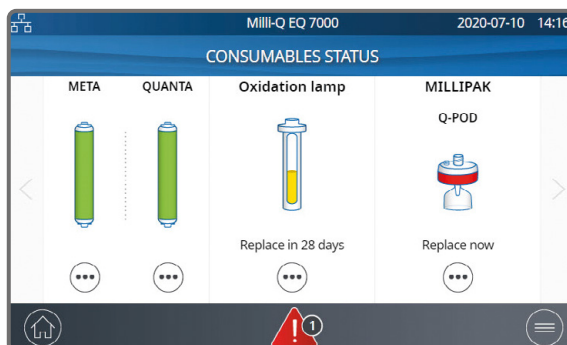 Milli-Q EQ 7000
2020-07-10 14:16
CONSUMABLES STATUS
META
QUANTA
Oxidation lamp
Replace in 28 days
MILLIPAK
Q-POD
Replace now
1